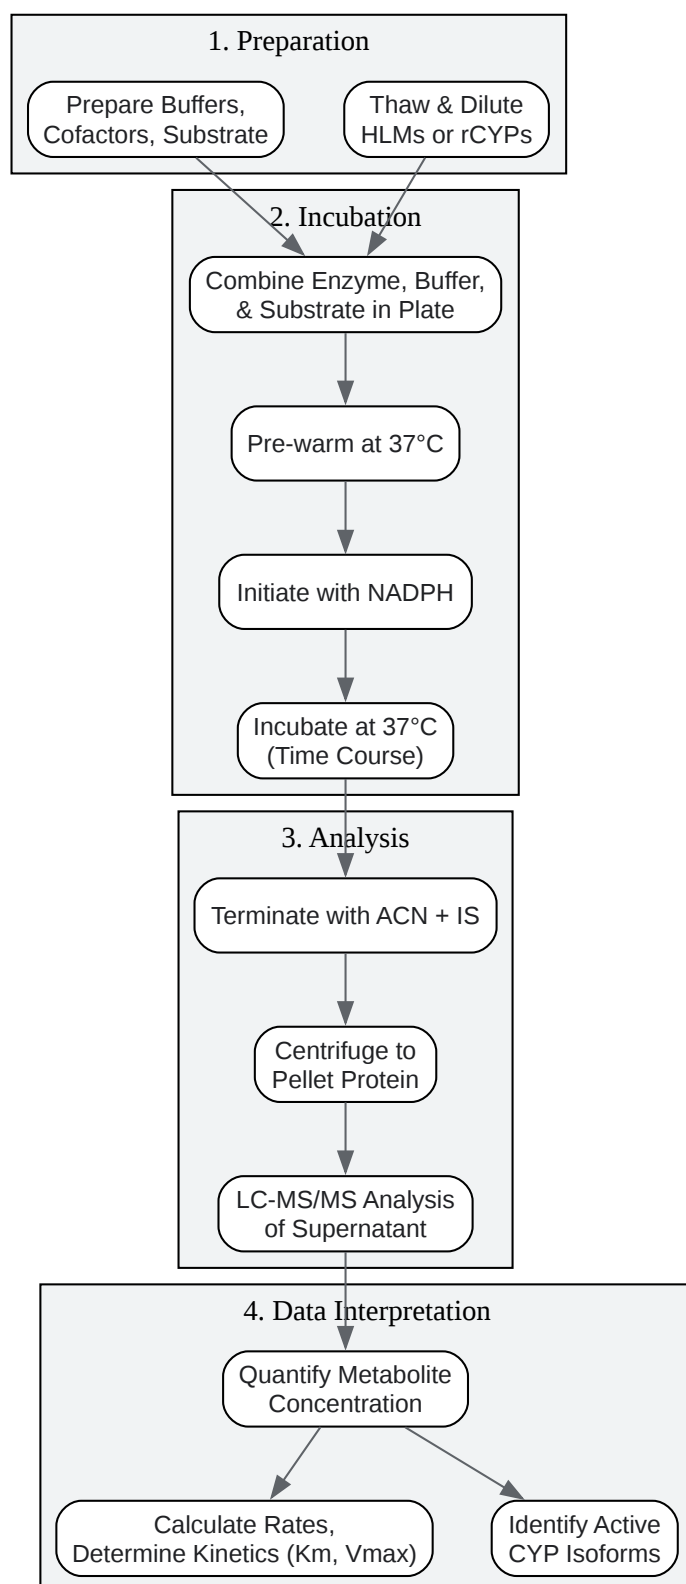 1. Preparation
Prepare Buffers,
Cofactors, Substrate
Thaw & Dilute
HLMs or rCYPs
2. Incubation
Combine Enzyme, Buffer,
& Substrate in Plate
Pre-warm at 37°C
Initiate with NADPH
Incubate at 37°C
(Time Course)
3. Analysis
Terminate with ACN + IS
Centrifuge to
Pellet Protein
LC-MS/MS Analysis
of Supernatant
4. Data Interpretation
Quantify Metabolite
Concentration
Calculate Rates,
Determine Kinetics (Km, Vmax)
Identify Active
CYP Isoforms